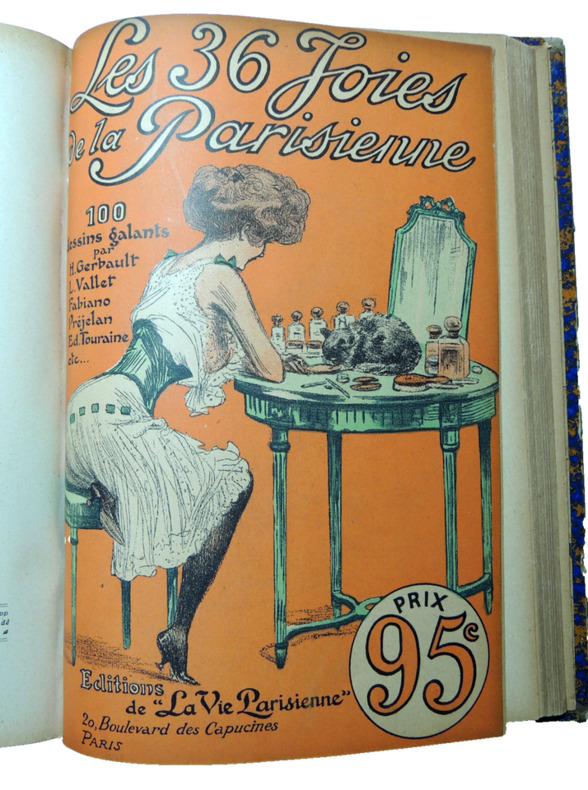 Les 36 Joies
de la Parisienne
100
dessins galants
par
H. Gerbault
L. Vallet
Fabiano
Préjelan
Ed. Touraine
etc...
PRIX
95c
Editions
de "La Vie Parisienne"
20, Boulevard des Capucines
PARIS